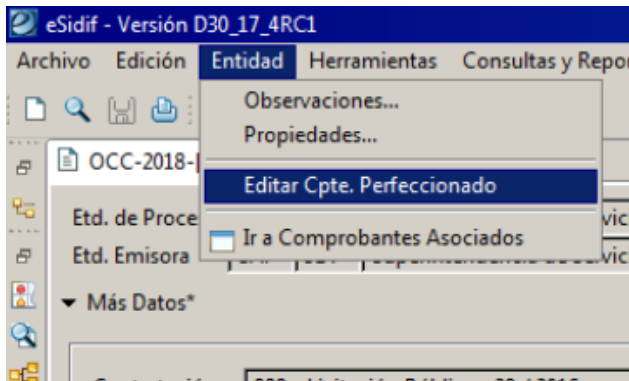 eSidif - Versión D30_17_4RC1
Archivo Edición Entidad Herramientas Consultas y Repor
Observaciones...
Propiedades...
OCC-2018-
Editar Cpte. Perfeccionado
Etd. de Proce
Ir a Comprobantes Asociados
Etd. Emisora
Más Datos*